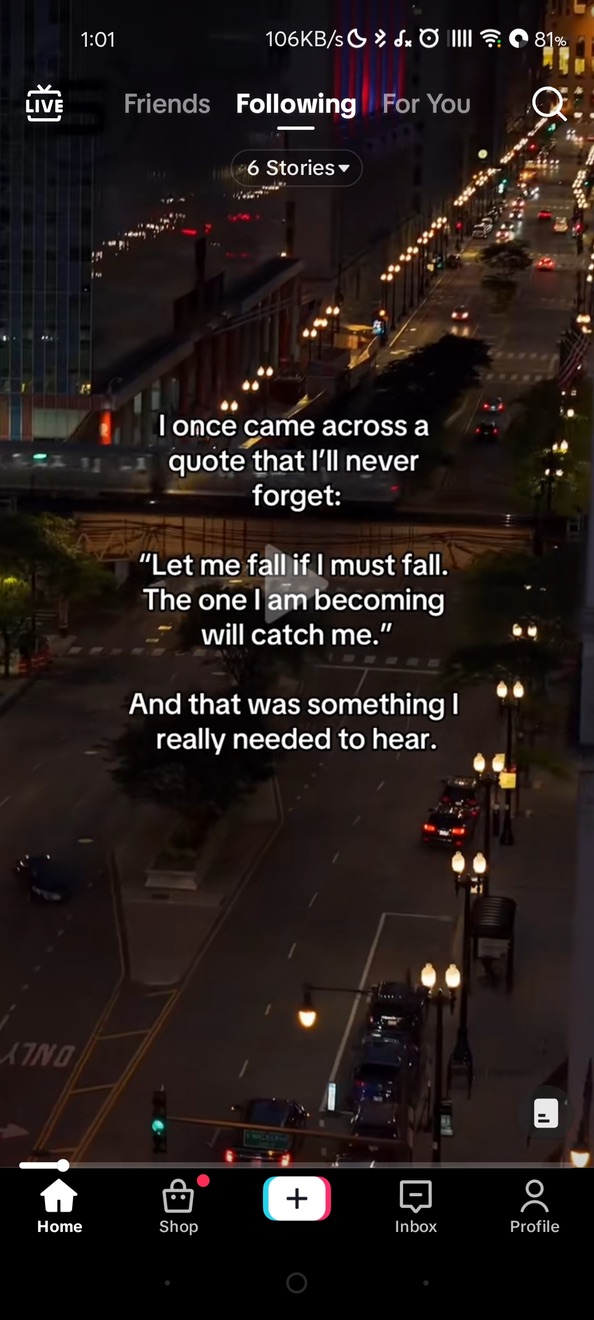 1:01 106KB/s 81%
LIVE Friends Following For You
6 Stories
I once came across a
quote that I’ll never
forget:
“Let me fall if I must fall.
The one I am becoming
will catch me.”
And that was something I
really needed to hear.
ONLY
Home Shop Inbox Profile